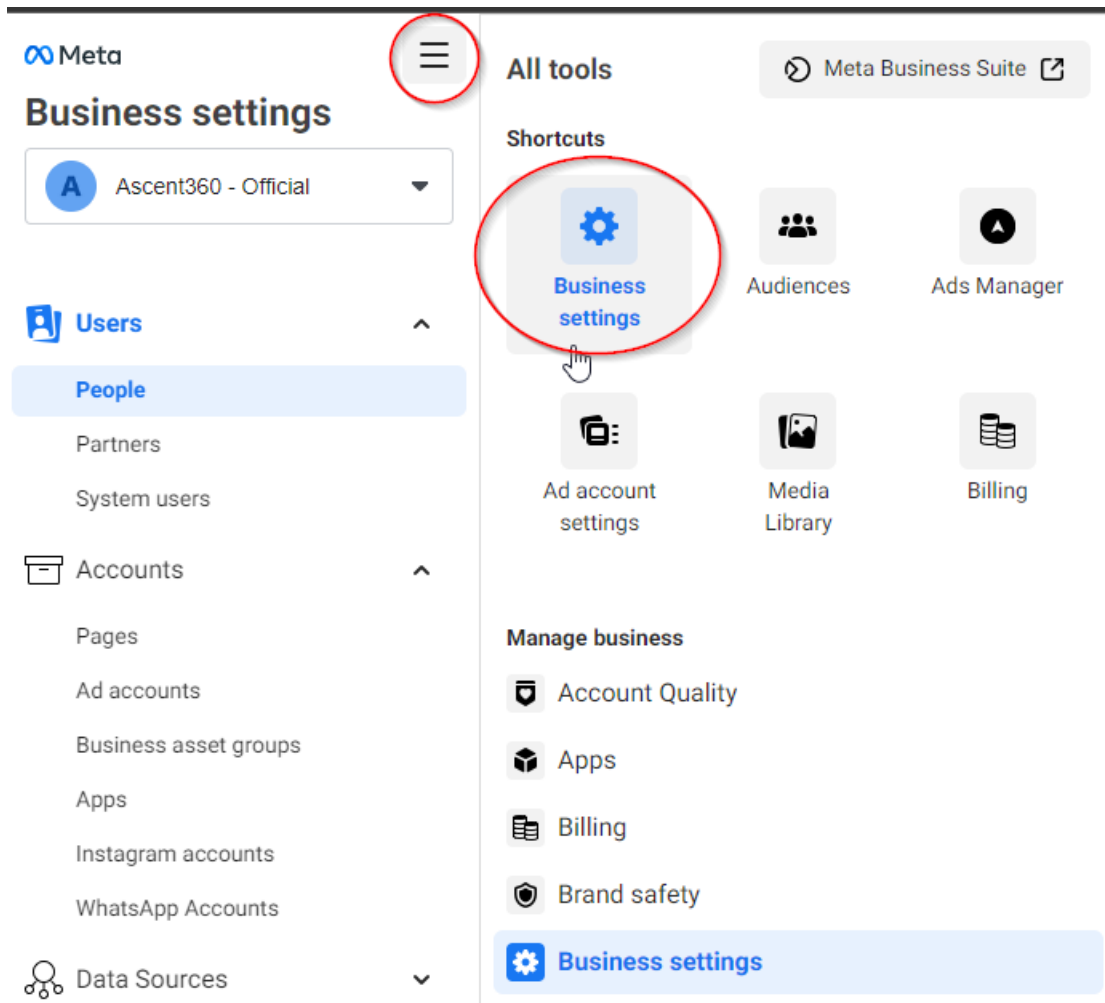 Meta
Business settings
A
Ascent360 - Official
Users
People
Partners
System users
Accounts
Pages
Ad accounts
Business asset groups
Apps
Instagram accounts
WhatsApp Accounts
Data Sources
All tools
Meta Business Suite
Shortcuts
Business
settings
Audiences
Ads Manager
Ad account
settings
Media
Library
Billing
Manage business
Account Quality
Apps
Billing
Brand safety
Business settings